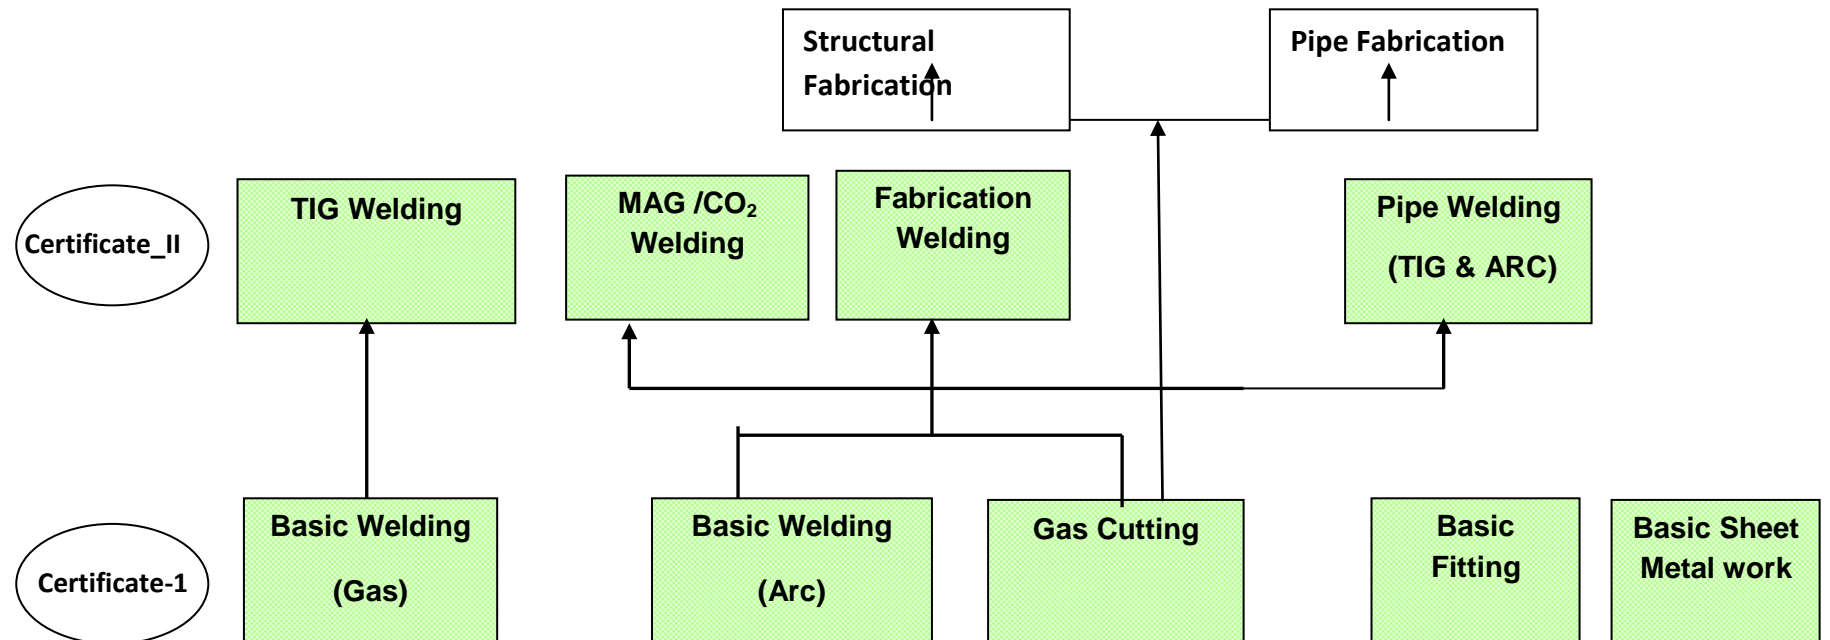 Structural
Fabrication
Pipe Fabrication
Certificate_II
TIG Welding
MAG /CO₂
Welding
Fabrication
Welding
Pipe Welding
(TIG & ARC)
Certificate-1
Basic Welding
(Gas)
Basic Welding
(Arc)
Gas Cutting
Basic
Fitting
Basic Sheet
Metal work